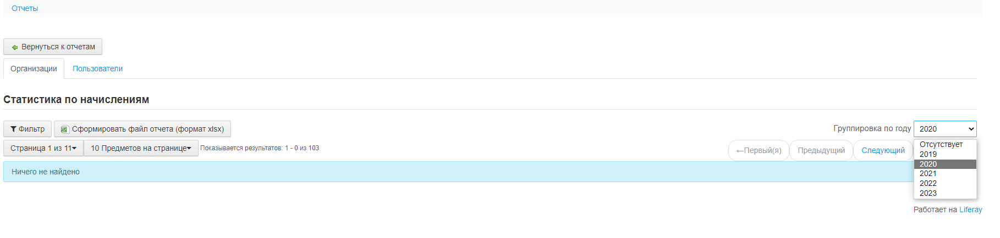 Отчеты
Вернуться к отчетам
Организации Пользователи
Статистика по начислениям
Фильтр Сформировать файл отчета (формат xlsx) Группировка по году 2020
Страница 1 из 11 10 Предметов на странице Показывается результатов: 1 - 0 из 103 ←Первый(я) Предыдущий Следующий
Отсутствует
2019
2020
2021
2022
2023
Ничего не найдено
Работает на Liferay